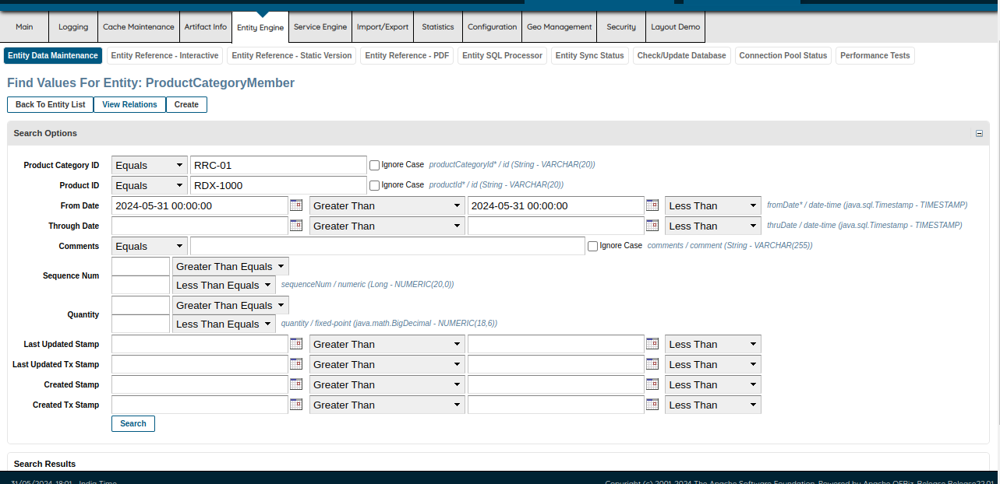 Main Logging Cache Maintenance Artifact Info Entity Engine Service Engine Import/Export Statistics Configuration Geo Management Security Layout Demo
Entity Data Maintenance Entity Reference - Interactive Entity Reference - Static Version Entity Reference - PDF Entity SQL Processor Entity Sync Status Check/Update Database Connection Pool Status Performance Tests
Find Values For Entity: ProductCategoryMember
Back To Entity List View Relations Create
Search Options
Product Category ID Equals RRC-01 Ignore Case productCategoryId* / id (String - VARCHAR(20))
Product ID Equals RDX-1000 Ignore Case productId* / id (String - VARCHAR(20))
From Date 2024-05-31 00:00:00 Greater Than 2024-05-31 00:00:00 Less Than fromDate* / date-time (java.sql.Timestamp - TIMESTAMP)
Through Date Greater Than Less Than thruDate / date-time (java.sql.Timestamp - TIMESTAMP)
Comments Equals Ignore Case comments / comment (String - VARCHAR(255))
Sequence Num Greater Than Equals
Less Than Equals sequenceNum / numeric (Long - NUMERIC(20,0))
Quantity Greater Than Equals
Less Than Equals quantity / fixed-point (java.math.BigDecimal - NUMERIC(18,6))
Last Updated Stamp Greater Than Less Than
Last Updated Tx Stamp Greater Than Less Than
Created Stamp Greater Than Less Than
Created Tx Stamp Greater Than Less Than
Search
Search Results
31/05/2024, 18:01 - India Time Copyright (c) 2001-2024 The Apache Software Foundation. Powered by Apache OFBiz. Release Release22.01